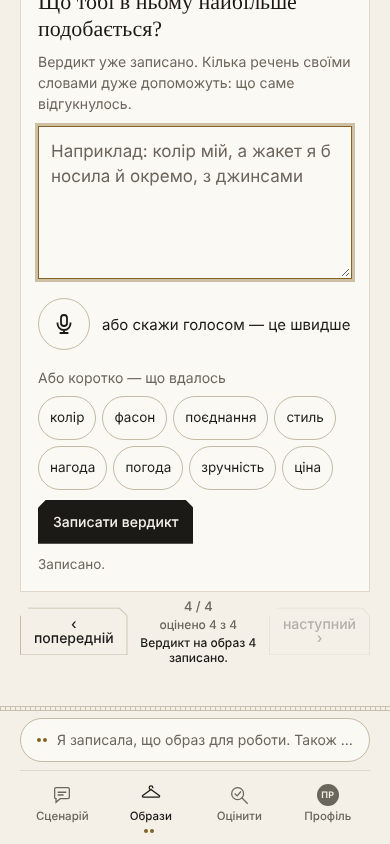 Що тобі в ньому найбільше
подобається?
Вердикт уже записано. Кілька речень своїми
словами дуже допоможуть: що саме
відгукнулось.
Наприклад: колір мій, а жакет я б
носила й окремо, з джинсами
або скажи голосом — це швидше
Або коротко — що вдалось
колір фасон поєднання стиль
нагода погода зручність ціна
Записати вердикт
Записано.
‹
попередній
4 / 4
оцінено 4 з 4
Вердикт на образ 4
записано.
наступний
›
Я записала, що образ для роботи. Також ...
Сценарій
Образи
Оцінити
ПР
Профіль